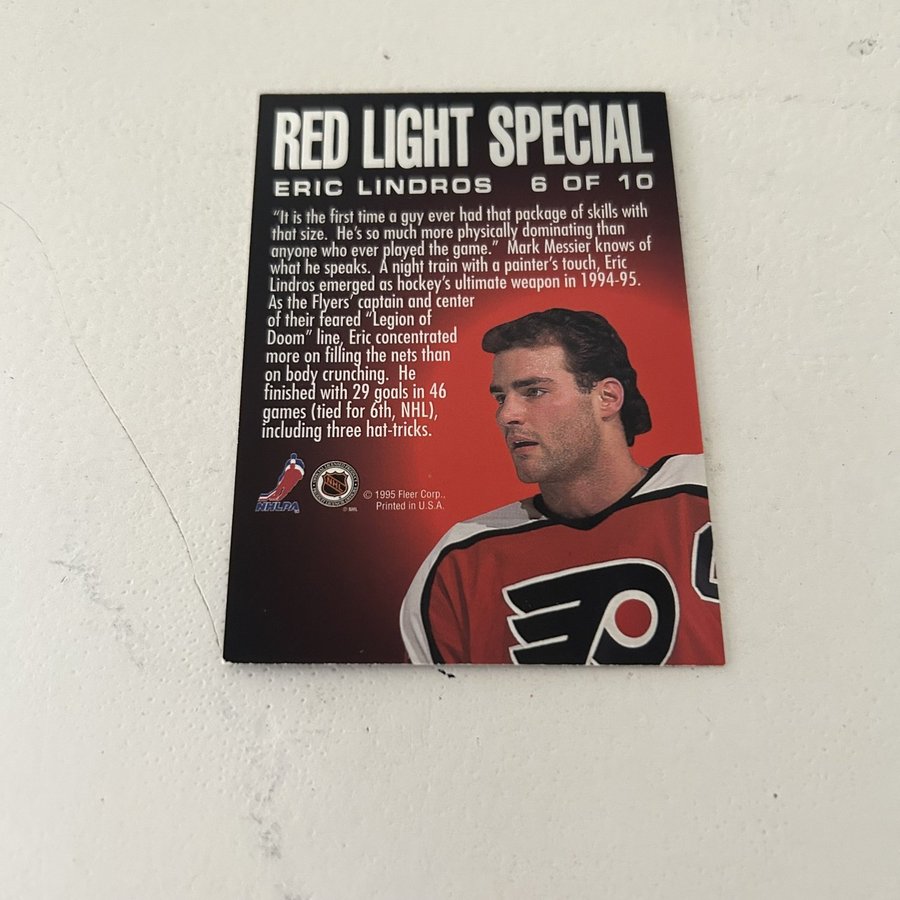 RED LIGHT SPECIAL
ERIC LINDROS 6 OF 10
"It is the first time a guy ever had that package of skills with
that size. He's so much more physically dominating than
anyone who ever played the game." Mark Messier knows of
what he speaks. A night train with a painter's touch, Eric
Lindros emerged as hockey's ultimate weapon in 1994-95.
As the Flyers' captain and center
of their feared "Legion of
Doom" line, Eric concentrated
more on filling the nets than
on body crunching. He
finished with 29 goals in 46
games (tied for 6th, NHL),
including three hat-tricks.
NHLPA
NHL
© NHL
© 1995 Fleer Corp.,
Printed in U.S.A.